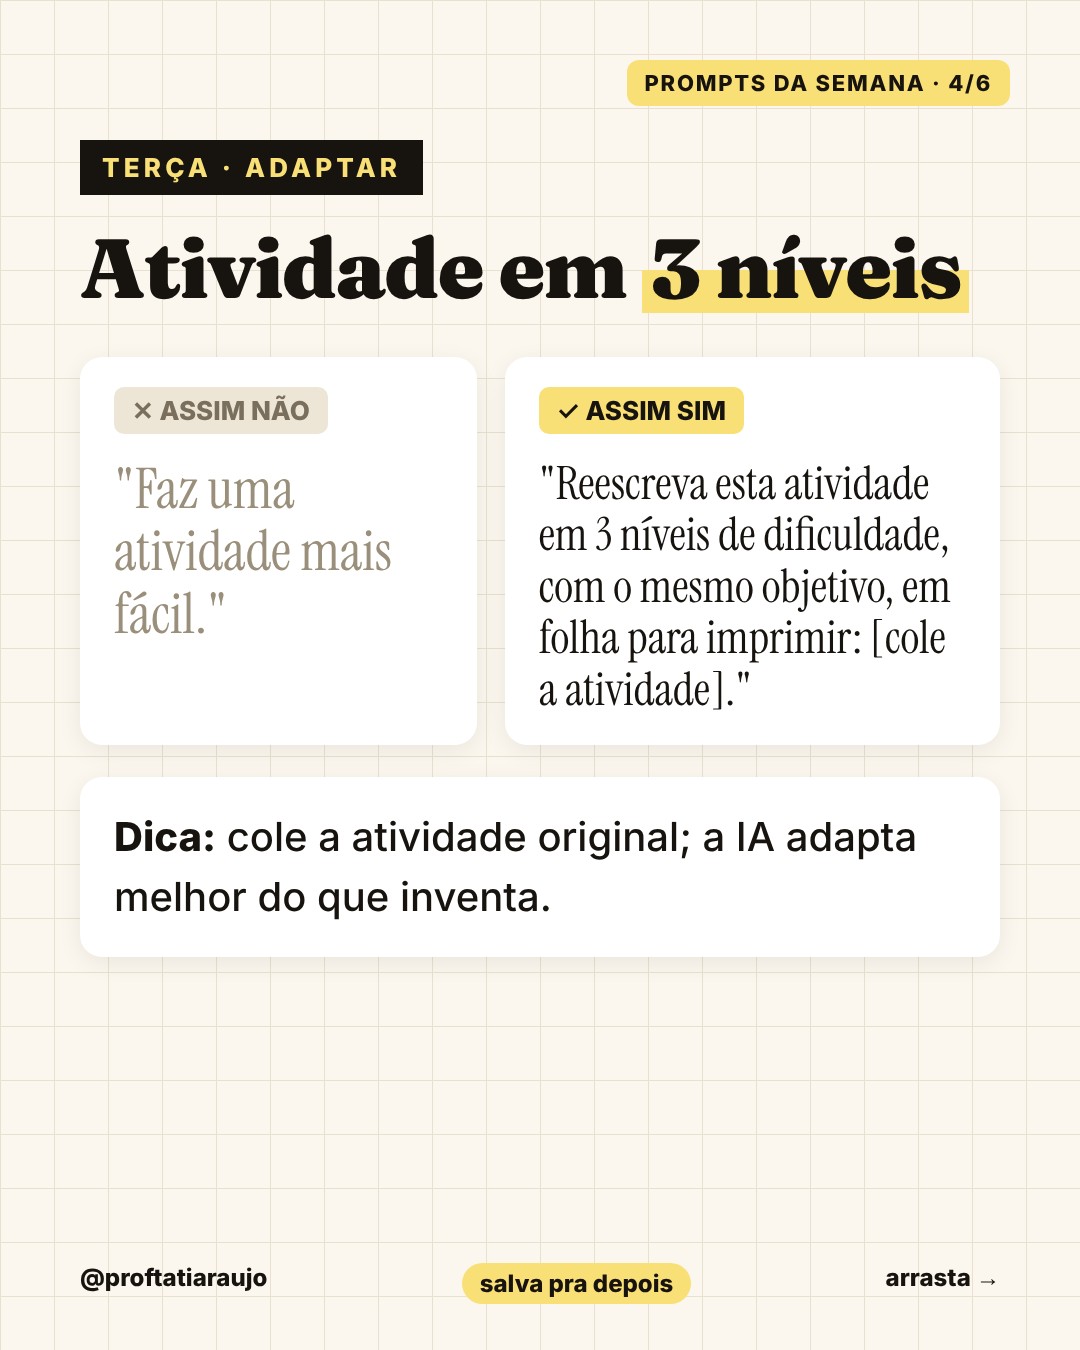 PROMPTS DA SEMANA · 4/6
TERÇA · ADAPTAR
Atividade em 3 níveis
✕ ASSIM NÃO
"Faz uma
atividade mais
fácil."
✓ ASSIM SIM
"Reescreva esta atividade
em 3 níveis de dificuldade,
com o mesmo objetivo, em
folha para imprimir: [cole
a atividade]."
Dica: cole a atividade original; a IA adapta
melhor do que inventa.
@proftatiaraujo
salva pra depois
arrasta →